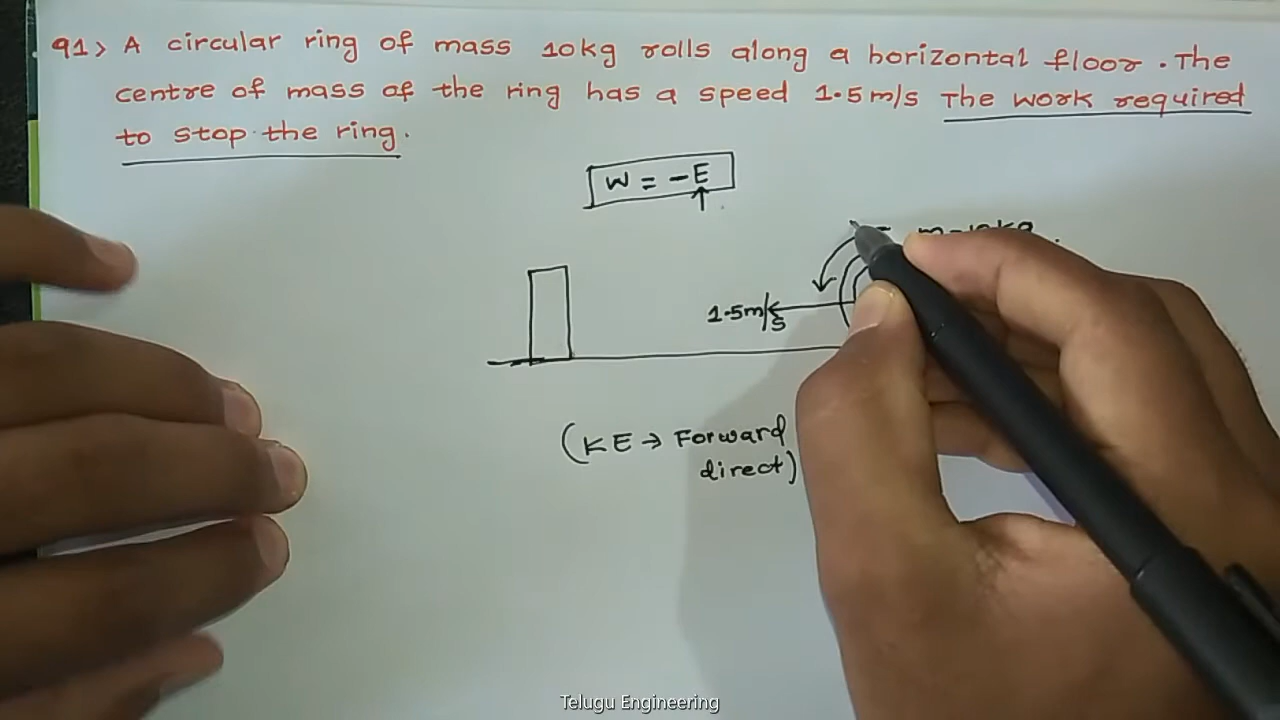 Q1> A circular ring of mass 10kg rolls along a horizontal floor. The
centre of mass of the ring has a speed 1.5m/s The work required
to stop the ring.
W = -E
1.5m/s
(KE → Forward
direct)
Telugu Engineering